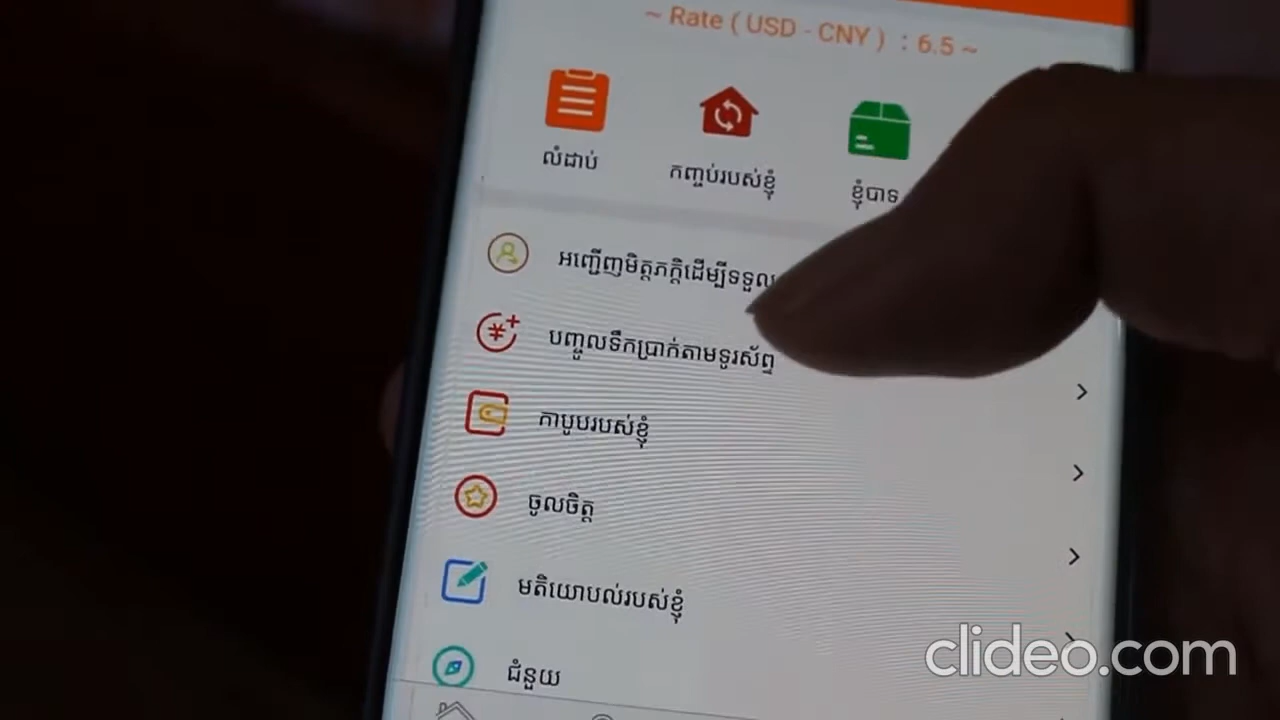 ~ Rate ( USD - CNY ) : 6.5 ~
លំដាប់
កញ្ចប់របស់ខ្ញុំ
ខ្ញុំបាទ
អញ្ជើញមិត្តភក្តិដើម្បីទទួល
បញ្ចូលទឹកប្រាក់តាមទូរស័ព្ទ
កាបូបរបស់ខ្ញុំ
ចូលចិត្ត
មតិយោបល់របស់ខ្ញុំ
ជំនួយ
clideo.com